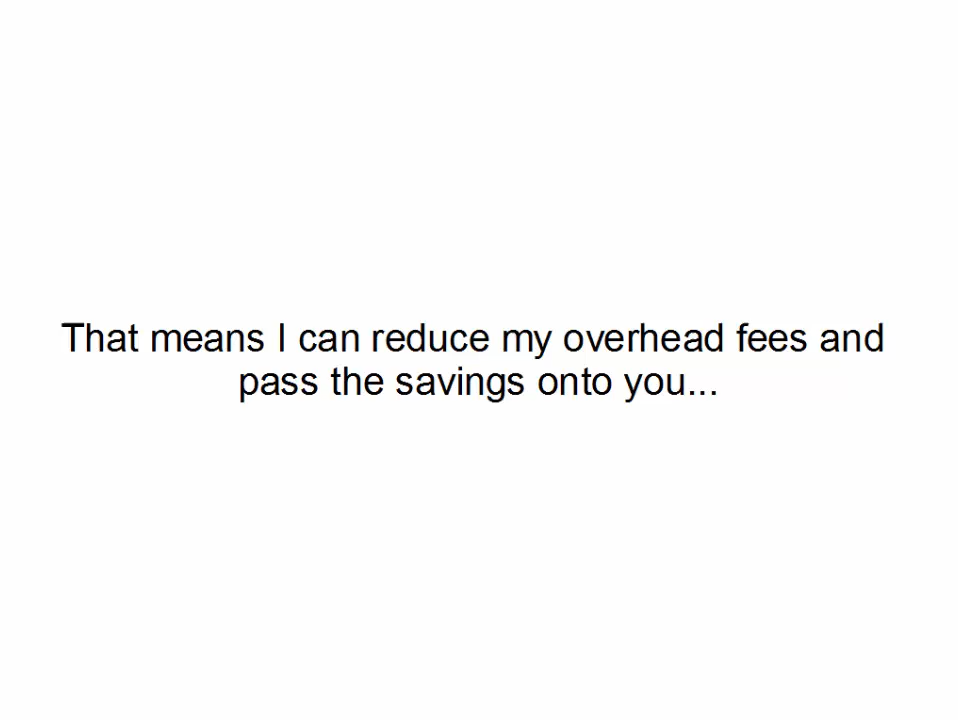 That means I can reduce my overhead fees and
pass the savings onto you...